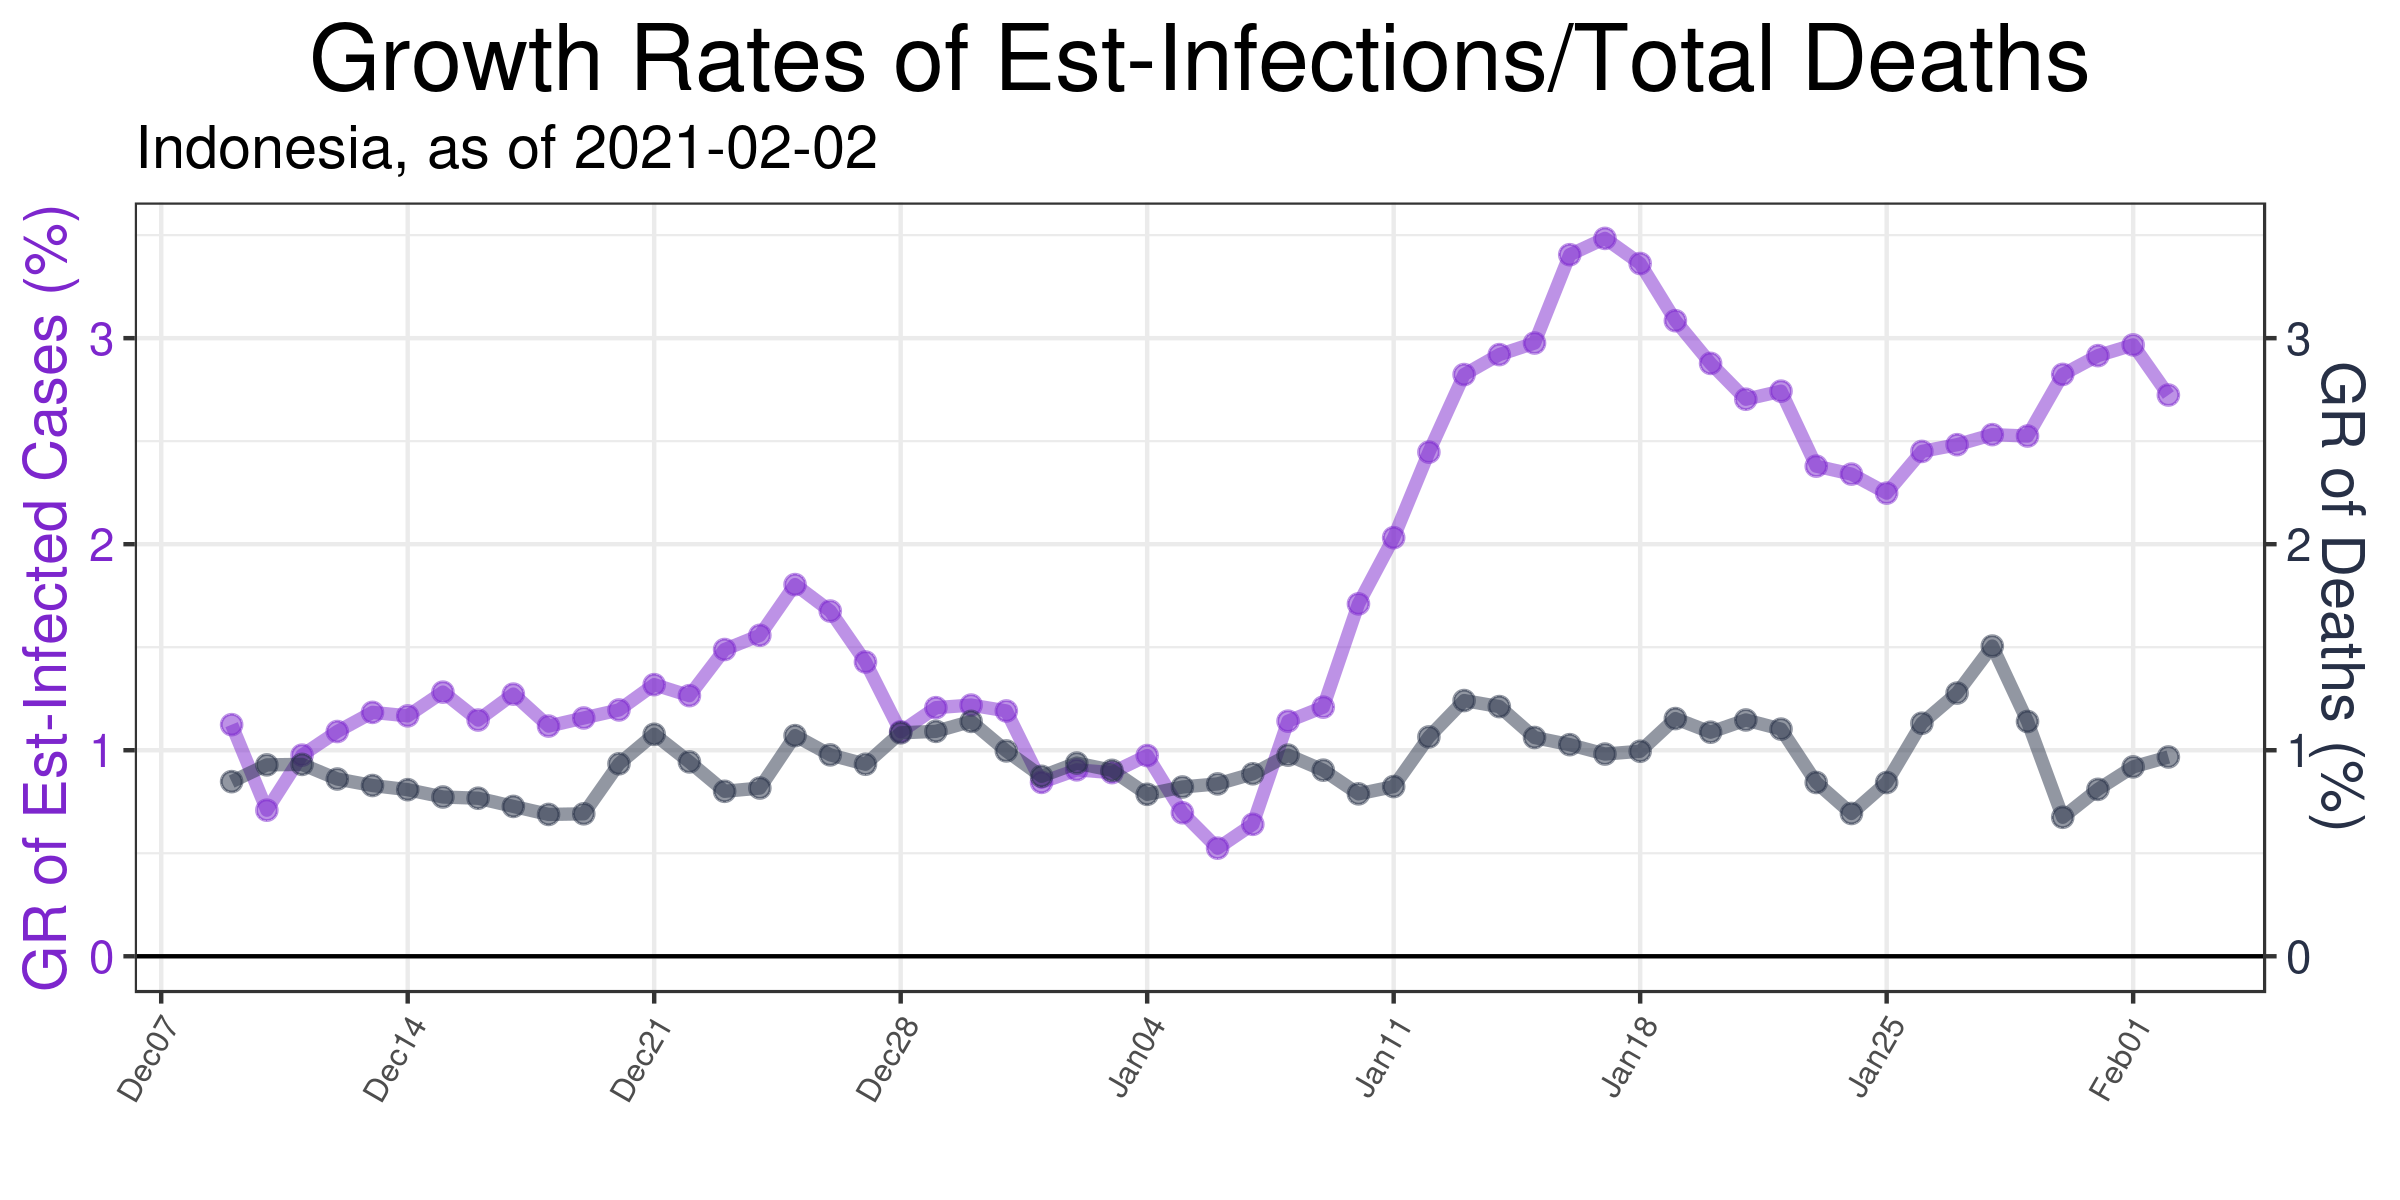 Growth Rates of Est-Infections/Total Deaths
Indonesia, as of 2021-02-02
GR of Est-Infected Cases (%)
3
2
1
0
3
2
1
0
GR of Deaths (%)
Dec07
Dec14
Dec21
Dec28
Jan04
Jan11
Jan18
Jan25
Feb01